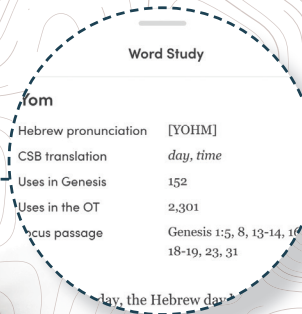 Word Study
Yom
Hebrew pronunciation [YOHM]
CSB translation day, time
Uses in Genesis 152
Uses in the OT 2,301
Focus passage Genesis 1:5, 8, 13-14,
18-19, 23, 31
day, the Hebrew day